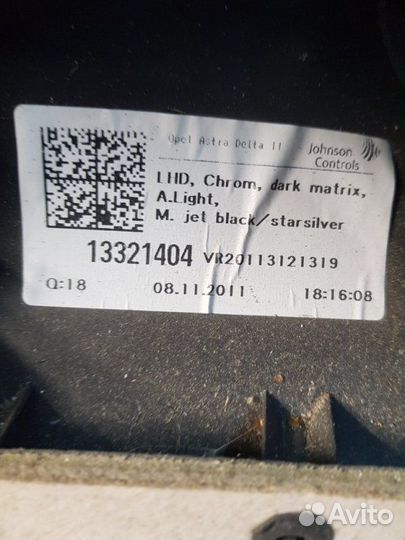 Opel Astra Delta II
Johnson
Controls
LHD, Chrom, dark matrix,
A.Light,
M. jet black/starsilver
13321404 VR20113121319
Q:18 08.11.2011 18:16:08
Avito